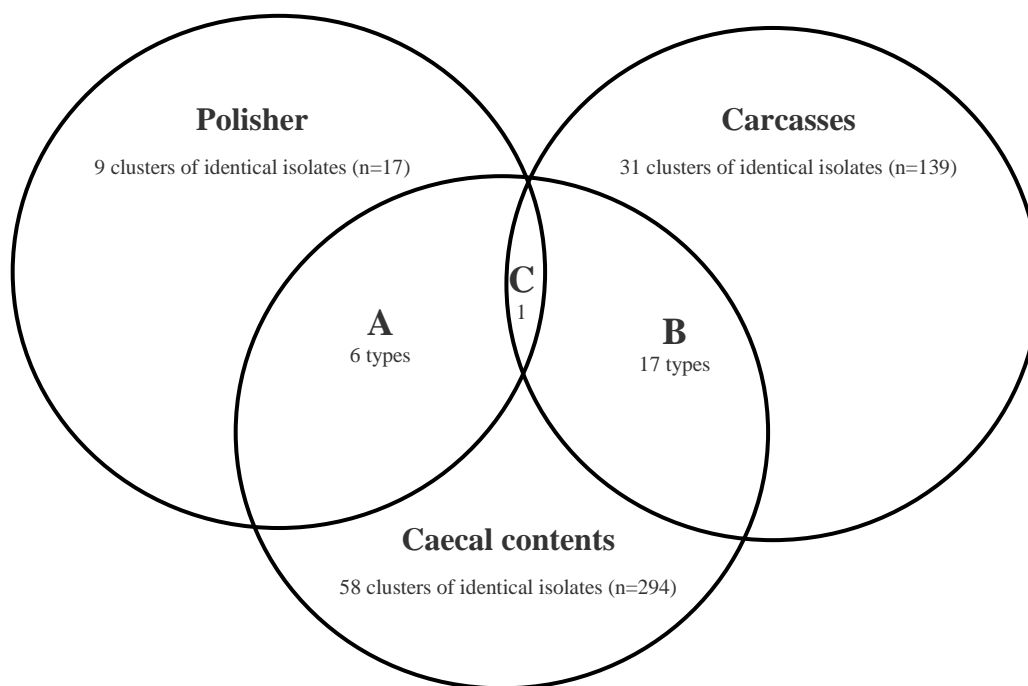 Polisher
9 clusters of identical isolates (n=17)
Carcasses
31 clusters of identical isolates (n=139)
A
6 types
C
1
B
17 types
Caecal contents
58 clusters of identical isolates (n=294)